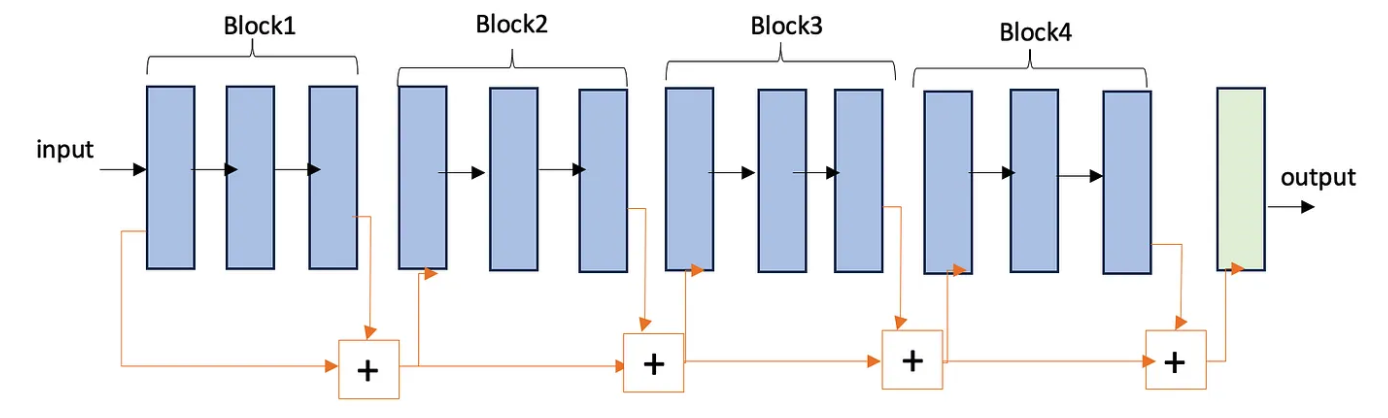 Block1
Block2
Block3
Block4
input
output
+
+
+
+